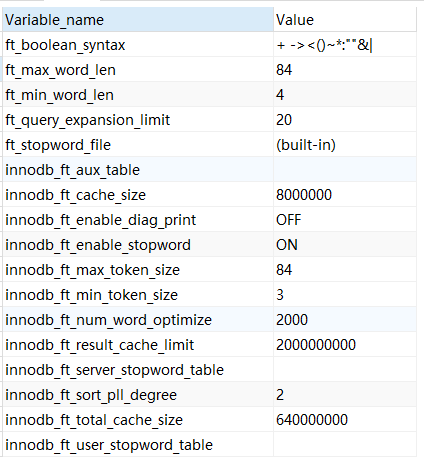 Variable_name Value
ft_boolean_syntax + -><()~*:""&|
ft_max_word_len 84
ft_min_word_len 4
ft_query_expansion_limit 20
ft_stopword_file (built-in)
innodb_ft_aux_table
innodb_ft_cache_size 8000000
innodb_ft_enable_diag_print OFF
innodb_ft_enable_stopword ON
innodb_ft_max_token_size 84
innodb_ft_min_token_size 3
innodb_ft_num_word_optimize 2000
innodb_ft_result_cache_limit 2000000000
innodb_ft_server_stopword_table
innodb_ft_sort_pll_degree 2
innodb_ft_total_cache_size 640000000
innodb_ft_user_stopword_table